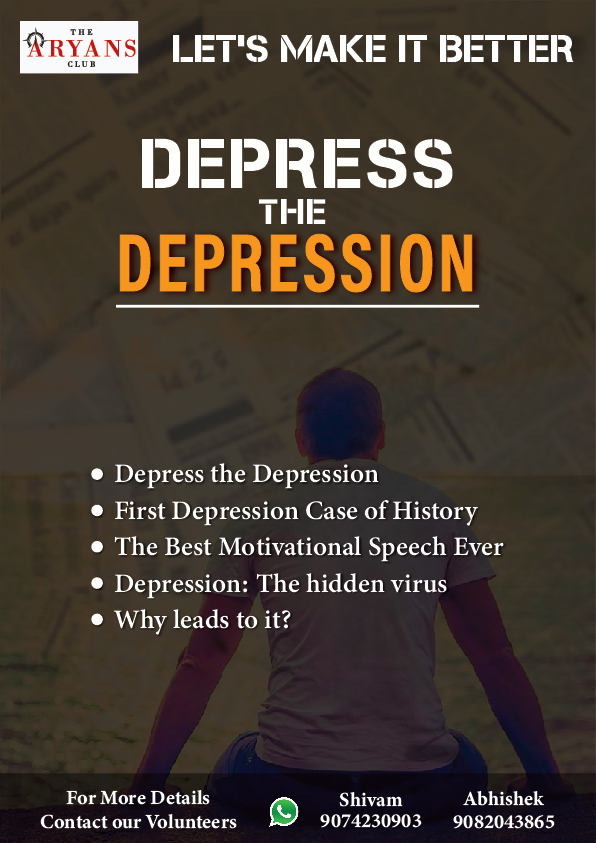 THE
ARYANS
CLUB
LET'S MAKE IT BETTER
DEPRESS
THE
DEPRESSION
• Depress the Depression
• First Depression Case of History
• The Best Motivational Speech Ever
• Depression: The hidden virus
• Why leads to it?
For More Details
Contact our Volunteers
Shivam
9074230903
Abhishek
9082043865